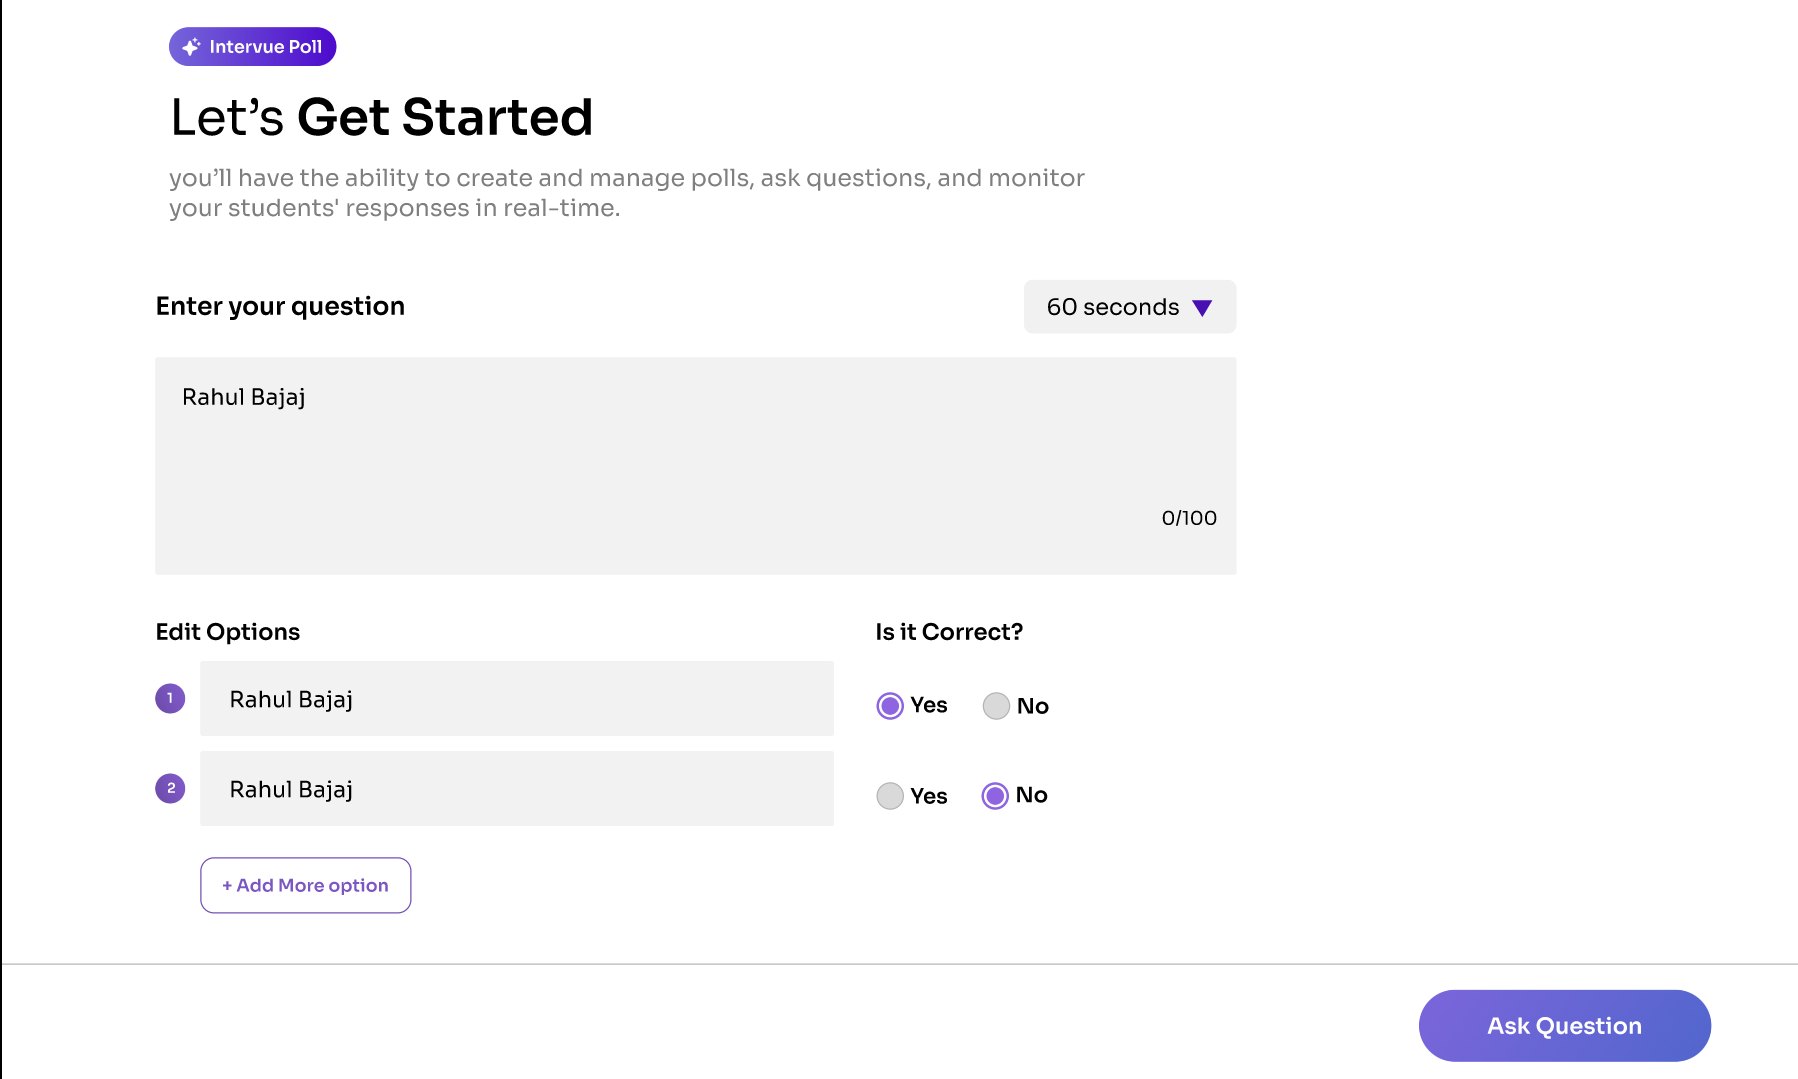 Intervue Poll
Let’s Get Started
you’ll have the ability to create and manage polls, ask questions, and monitor
your students' responses in real-time.
Enter your question
60 seconds
Rahul Bajaj
0/100
Edit Options
Is it Correct?
1
Rahul Bajaj
Yes
No
2
Rahul Bajaj
Yes
No
+ Add More option
Ask Question